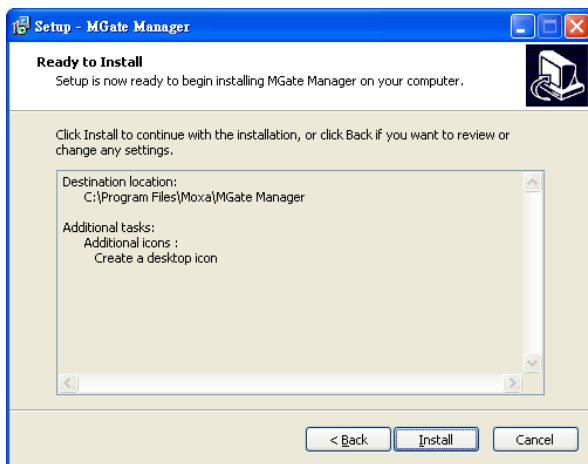 Setup - MGate Manager
Ready to Install
Setup is now ready to begin installing MGate Manager on your computer.
Click Install to continue with the installation, or click Back if you want to review or
change any settings.
Destination location:
C:\Program Files\Moxa\MGate Manager
Additional tasks:
Additional icons :
Create a desktop icon
< Back
Install
Cancel